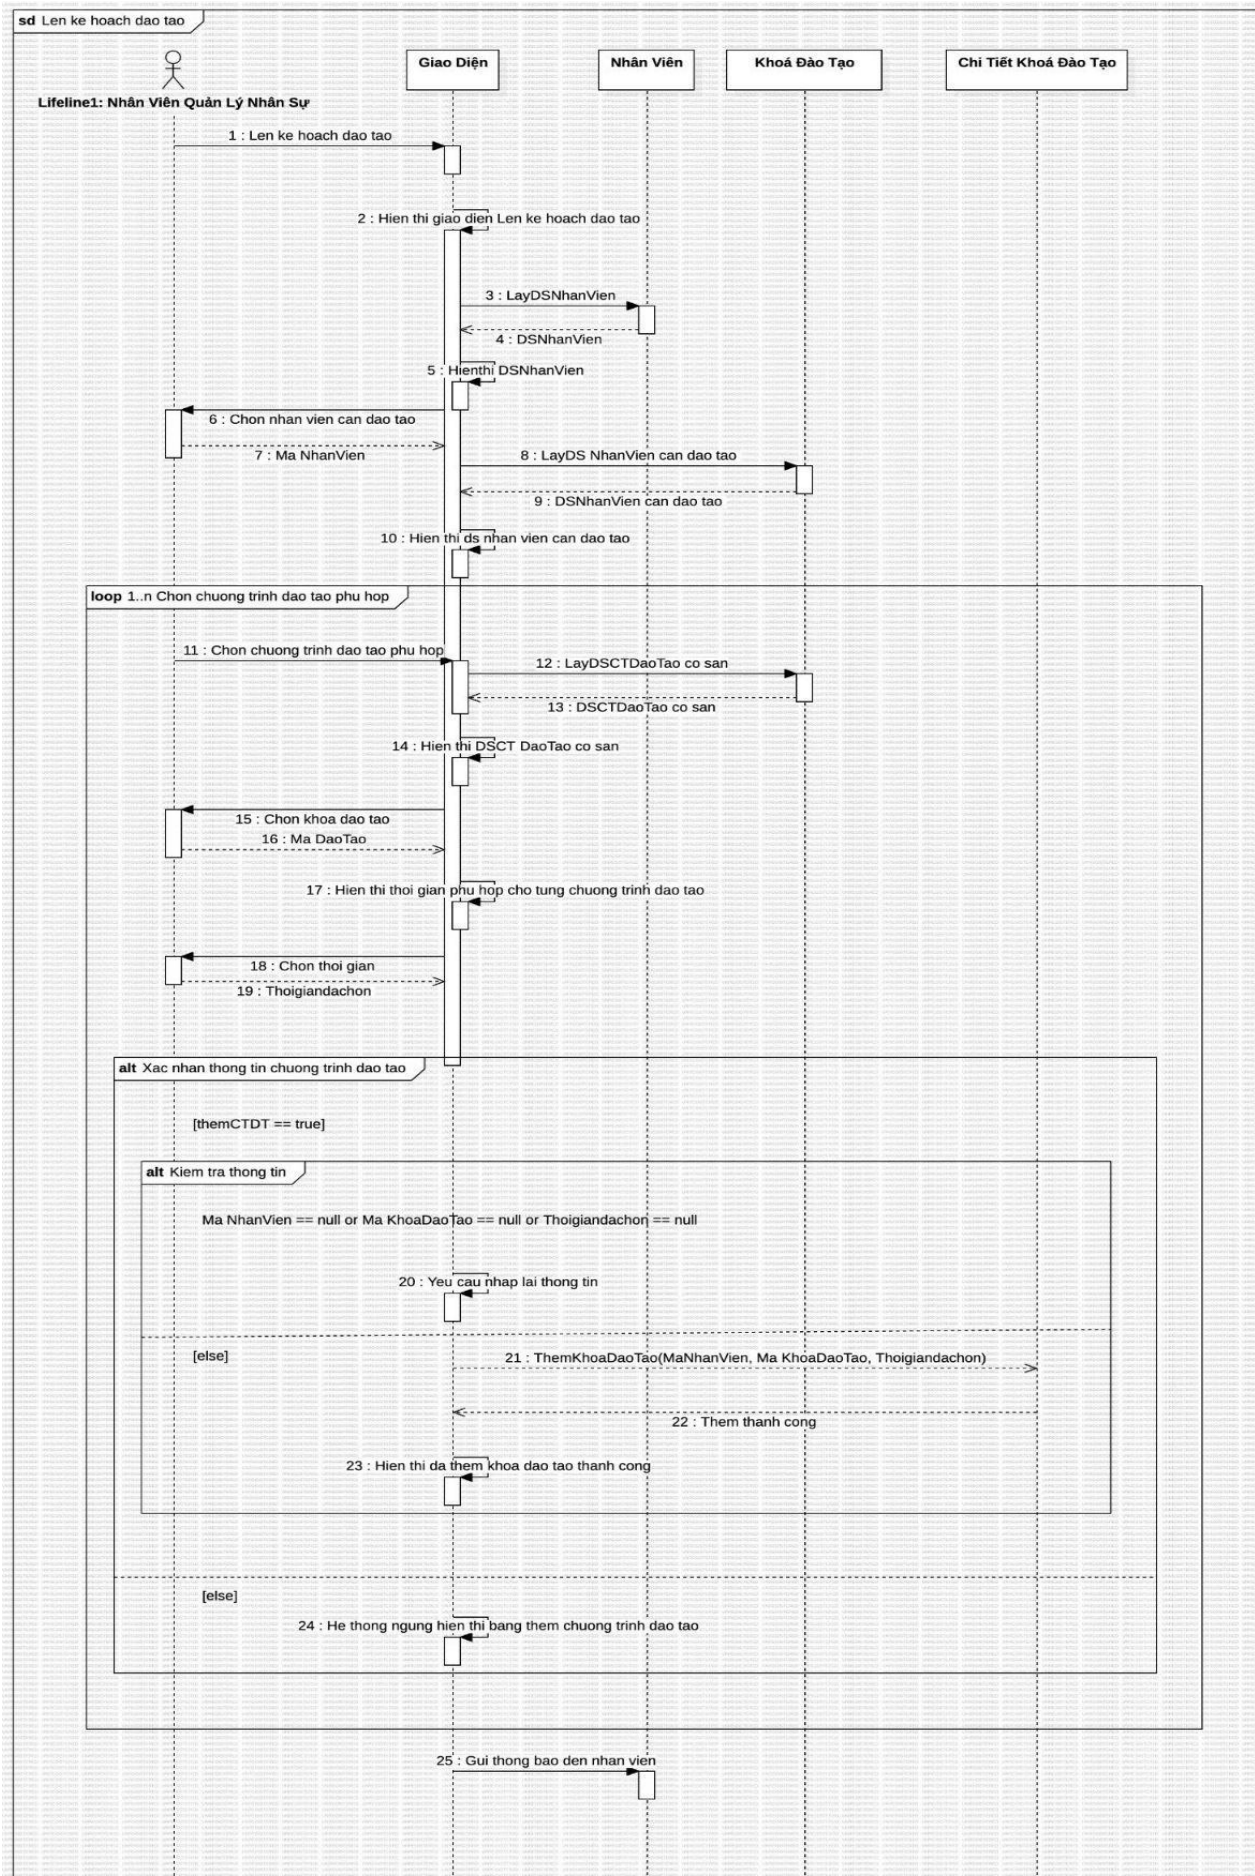 sd Len ke hoach dao tao
Giao Diện
Nhân Viên
Khoá Đào Tạo
Chi Tiết Khoá Đào Tạo
Lifeline1: Nhân Viên Quản Lý Nhân Sự
1 : Len ke hoach dao tao
2 : Hien thi giao dien Len ke hoach dao tao
3 : LayDSNhanVien
4 : DSNhanVien
5 : Hienthi DSNhanVien
6 : Chon nhan vien can dao tao
7 : Ma NhanVien
8 : LayDS NhanVien can dao tao
9 : DSNhanVien can dao tao
10 : Hien thi ds nhan vien can dao tao
loop 1..n Chon chuong trinh dao tao phu hop
11 : Chon chuong trinh dao tao phu hop
12 : LayDSCTDaoTao co san
13 : DSCTDaoTao co san
14 : Hien thi DSCT DaoTao co san
15 : Chon khoa dao tao
16 : Ma DaoTao
17 : Hien thi thoi gian phu hop cho tung chuong trinh dao tao
18 : Chon thoi gian
19 : Thoigiandachon
alt Xac nhan thong tin chuong trinh dao tao
[themCTDT == true]
alt Kiem tra thong tin
Ma NhanVien == null or Ma KhoaDaoTao == null or Thoigiandachon == null
20 : Yeu cau nhap lai thong tin
[else]
21 : ThemKhoaDaoTao(MaNhanVien, Ma KhoaDaoTao, Thoigiandachon)
22 : Them thanh cong
23 : Hien thi da them khoa dao tao thanh cong
[else]
24 : He thong ngung hien thi bang them chuong trinh dao tao
25 : Gui thong bao den nhan vien